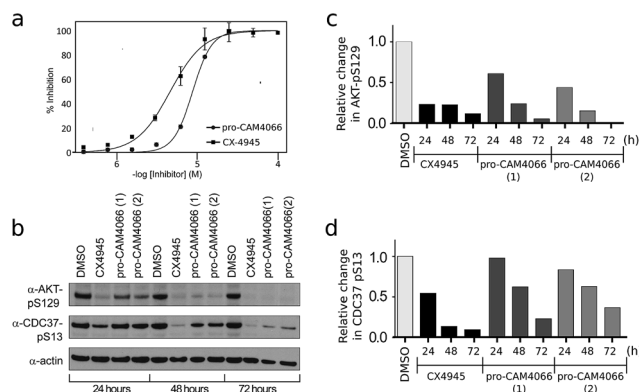 a
100
80
60
40
20
0
% Inhibition
pro-CAM4066
CX-4945
6
5
4
-log [Inhibitor] (M)
b
DMSO
CX4945
pro-CAM4066 (1)
pro-CAM4066 (2)
DMSO
CX4945
pro-CAM4066(1)
pro-CAM4066 (2)
DMSO
CX4945
pro-CAM4066(1)
pro-CAM4066(2)
α-AKT-
pS129
α-CDC37-
pS13
α-actin
24 hours
48 hours
72 hours
c
Relative change
in AKT-pS129
1.0
0.5
0.0
DMSO
24 48 72 24 48 72 24 48 72 (h)
CX4945
pro-CAM4066
(1)
pro-CAM4066
(2)
d
Relative change
in CDC37 pS13
1.0
0.5
0.0
DMSO
24 48 72 24 48 72 24 48 72 (h
CX4945
pro-CAM4066
(1)
pro-CAM4066
(2)